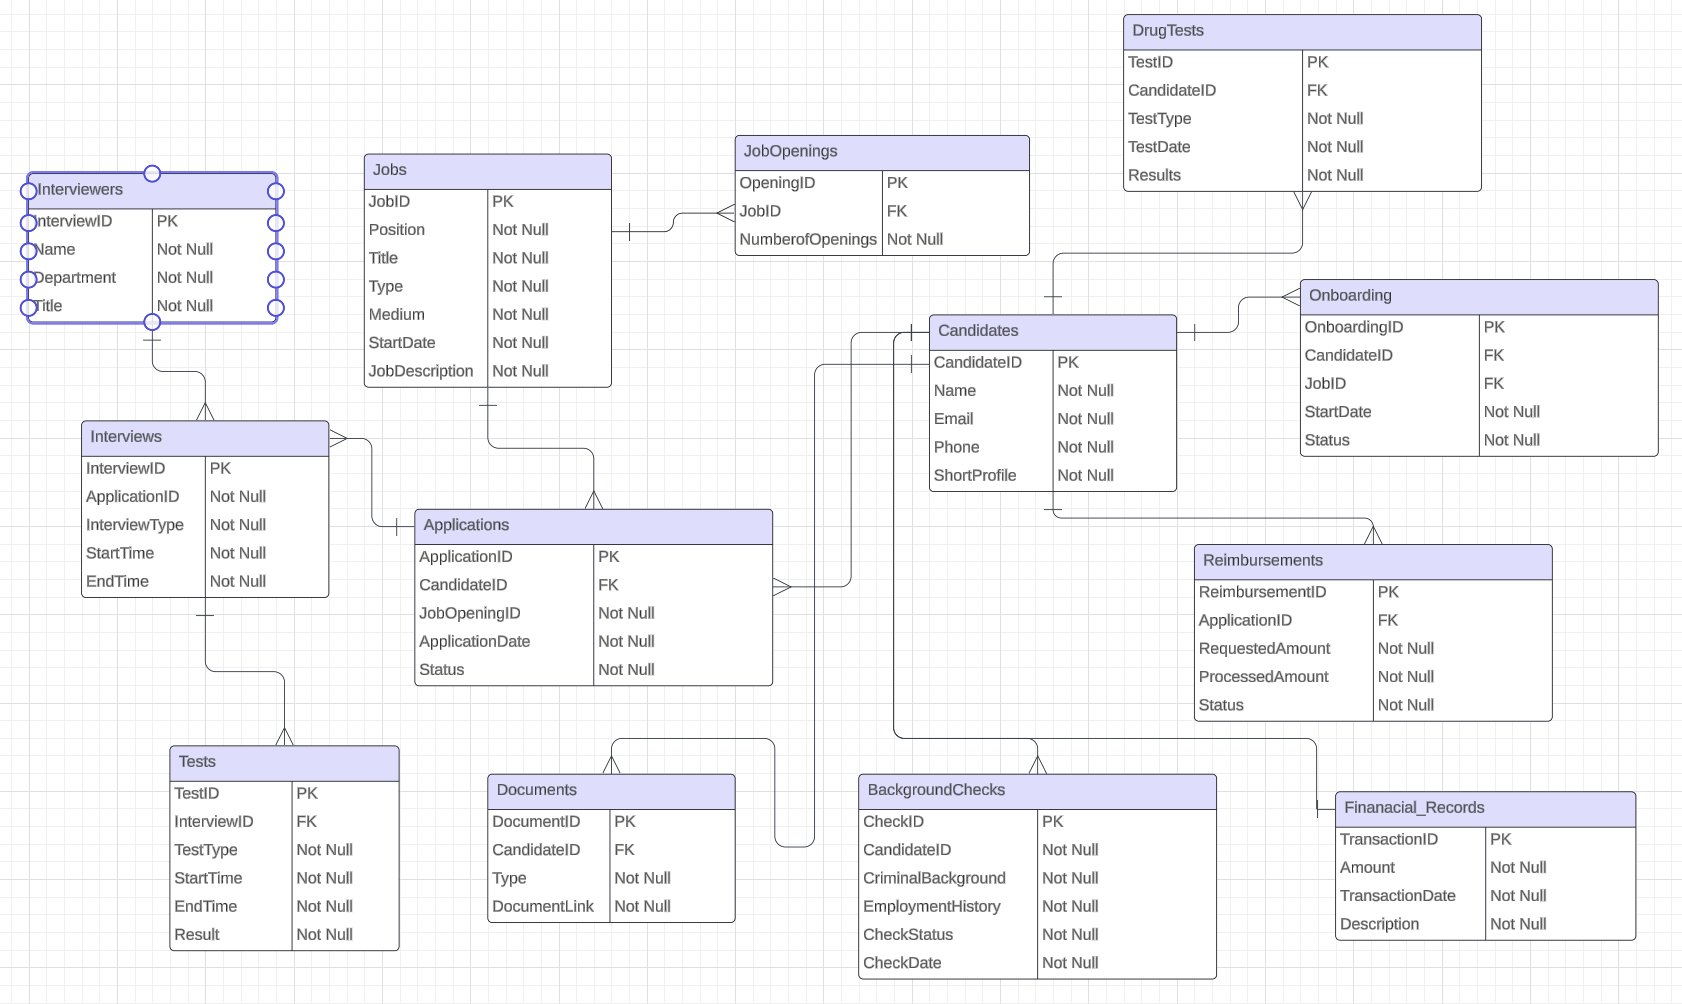 DrugTests
TestID PK
CandidateID FK
TestType Not Null
TestDate Not Null
Results Not Null
JobOpenings
OpeningID PK
JobID FK
NumberofOpenings Not Null
Jobs
JobID PK
Position Not Null
Title Not Null
Type Not Null
Medium Not Null
StartDate Not Null
JobDescription Not Null
Interviewers
InterviewID PK
Name Not Null
Department Not Null
Title Not Null
Onboarding
OnboardingID PK
CandidateID FK
JobID FK
StartDate Not Null
Status Not Null
Candidates
CandidateID PK
Name Not Null
Email Not Null
Phone Not Null
ShortProfile Not Null
Interviews
InterviewID PK
ApplicationID Not Null
InterviewType Not Null
StartTime Not Null
EndTime Not Null
Applications
ApplicationID PK
CandidateID FK
JobOpeningID Not Null
ApplicationDate Not Null
Status Not Null
Reimbursements
ReimbursementID PK
ApplicationID FK
RequestedAmount Not Null
ProcessedAmount Not Null
Status Not Null
Tests
TestID PK
InterviewID FK
TestType Not Null
StartTime Not Null
EndTime Not Null
Result Not Null
Documents
DocumentID PK
CandidateID FK
Type Not Null
DocumentLink Not Null
BackgroundChecks
CheckID PK
CandidateID Not Null
CriminalBackground Not Null
EmploymentHistory Not Null
CheckStatus Not Null
CheckDate Not Null
Finanacial_Records
TransactionID PK
Amount Not Null
TransactionDate Not Null
Description Not Null